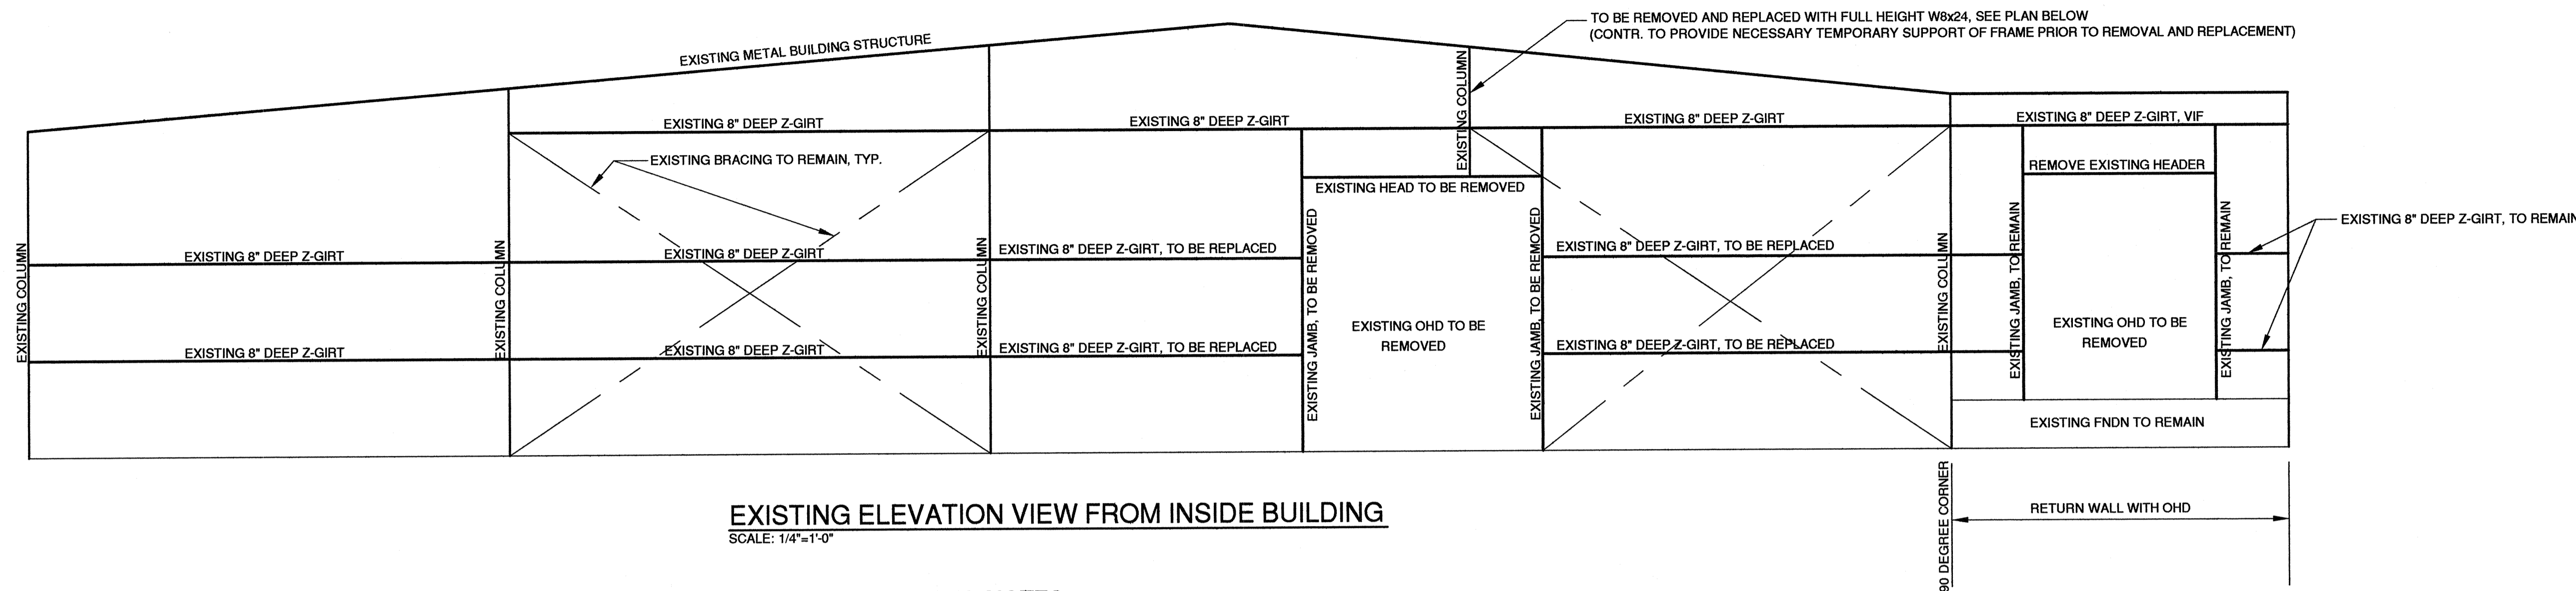 TO BE REMOVED AND REPLACED WITH FULL HEIGHT W8x24, SEE PLAN BELOW
(CONTR. TO PROVIDE NECESSARY TEMPORARY SUPPORT OF FRAME PRIOR TO REMOVAL AND REPLACEMENT)
EXISTING METAL BUILDING STRUCTURE
EXISTING COLUMN
EXISTING 8" DEEP Z-GIRT
EXISTING 8" DEEP Z-GIRT
EXISTING 8" DEEP Z-GIRT
EXISTING 8" DEEP Z-GIRT, VIF
EXISTING BRACING TO REMAIN, TYP.
REMOVE EXISTING HEADER
EXISTING HEAD TO BE REMOVED
EXISTING 8" DEEP Z-GIRT, TO REMAIN
EXISTING COLUMN
EXISTING 8" DEEP Z-GIRT
EXISTING COLUMN
EXISTING 8" DEEP Z-GIRT
EXISTING COLUMN
EXISTING 8" DEEP Z-GIRT, TO BE REPLACED
EXISTING JAMB, TO BE REMOVED
EXISTING JAMB, TO BE REMOVED
EXISTING 8" DEEP Z-GIRT, TO BE REPLACED
EXISTING COLUMN
EXISTING JAMB, TO REMAIN
EXISTING JAMB, TO REMAIN
EXISTING OHD TO BE
REMOVED
EXISTING OHD TO BE
REMOVED
EXISTING 8" DEEP Z-GIRT
EXISTING 8" DEEP Z-GIRT
EXISTING 8" DEEP Z-GIRT, TO BE REPLACED
EXISTING 8" DEEP Z-GIRT, TO BE REPLACED
EXISTING FNDN TO REMAIN
EXISTING ELEVATION VIEW FROM INSIDE BUILDING
SCALE: 1/4"=1'-0"
90 DEGREE CORNER
RETURN WALL WITH OHD